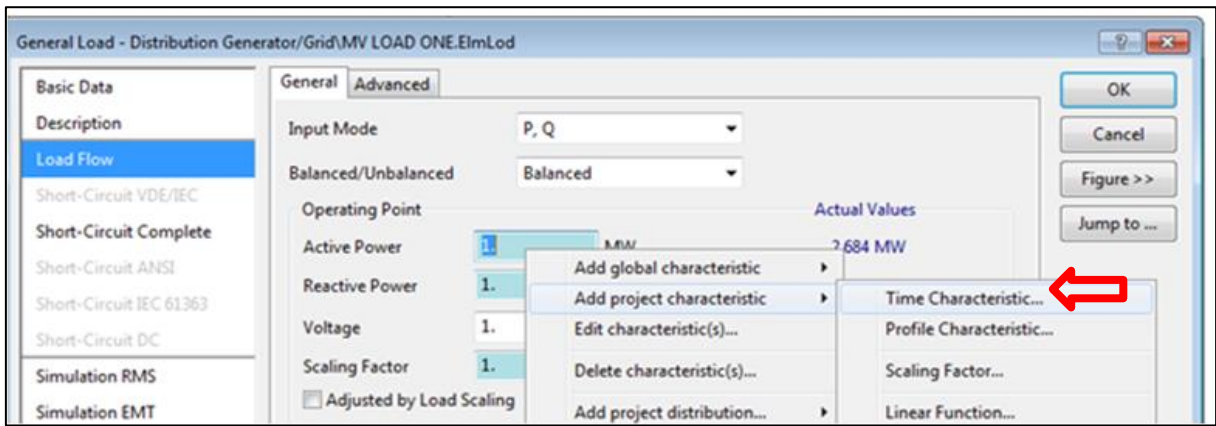 General Load - Distribution Generator/Grid\MV LOAD ONE.ElmLod
Basic Data
Description
Load Flow
Short-Circuit VDE/IEC
Short-Circuit Complete
Short-Circuit ANSI
Short-Circuit IEC 61363
Short-Circuit DC
Simulation RMS
Simulation EMT
General Advanced
Input Mode P, Q
Balanced/Unbalanced Balanced
Operating Point Actual Values
Active Power 1. MW 2.684 MW
Reactive Power 1.
Voltage 1.
Scaling Factor 1.
Adjusted by Load Scaling
Add global characteristic
Add project characteristic
Edit characteristic(s)...
Delete characteristic(s)...
Add project distribution...
Time Characteristic...
Profile Characteristic...
Scaling Factor...
Linear Function...
OK
Cancel
Figure >>
Jump to ...